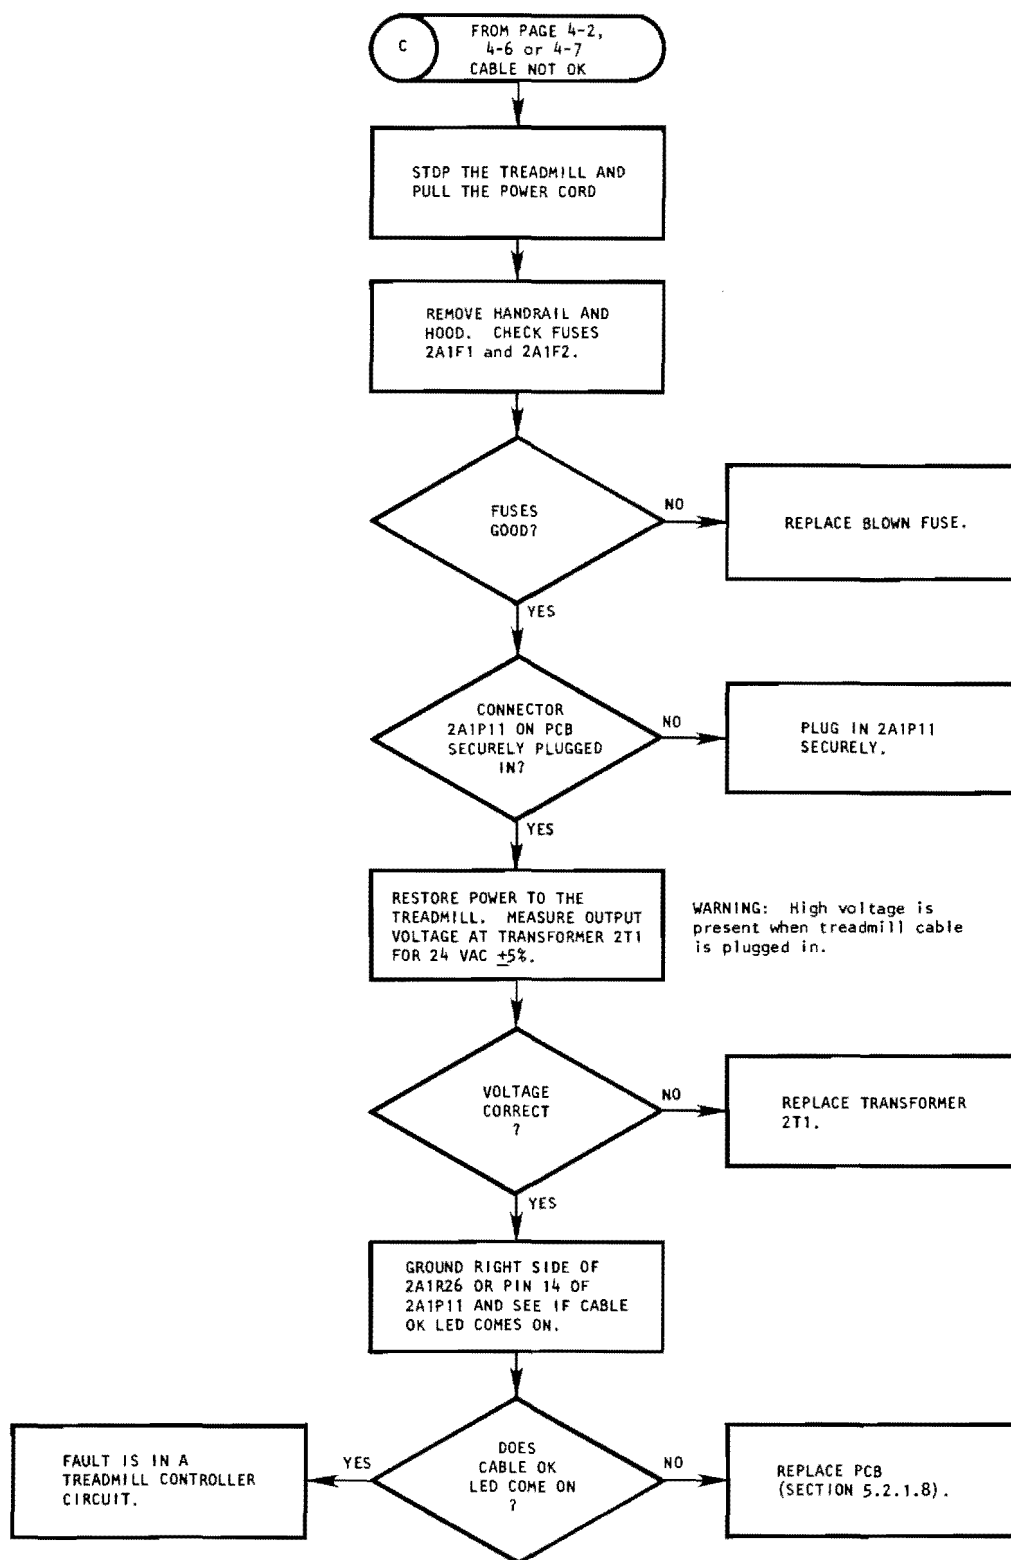 C
FROM PAGE 4-2,
4-6 or 4-7
CABLE NOT OK
STOP THE TREADMILL AND
PULL THE POWER CORD
REMOVE HANDRAIL AND
HOOD. CHECK FUSES
2A1F1 and 2A1F2.
FUSES
GOOD?
NO
REPLACE BLOWN FUSE.
YES
CONNECTOR
2A1P11 ON PCB
SECURELY PLUGGED
IN?
NO
PLUG IN 2A1P11
SECURELY.
YES
RESTORE POWER TO THE
TREADMILL. MEASURE OUTPUT
VOLTAGE AT TRANSFORMER 2T1
FOR 24 VAC ±5%.
WARNING: High voltage is
present when treadmill cable
is plugged in.
VOLTAGE
CORRECT
?
NO
REPLACE TRANSFORMER
2T1.
YES
GROUND RIGHT SIDE OF
2A1R26 OR PIN 14 OF
2A1P11 AND SEE IF CABLE
OK LED COMES ON.
DOES
CABLE OK
LED COME ON
?
YES
FAULT IS IN A
TREADMILL CONTROLLER
CIRCUIT.
NO
REPLACE PCB
(SECTION 5.2.1.8).